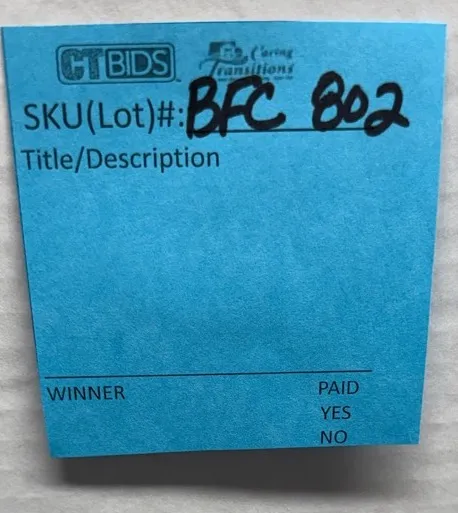 CTBIDS
Caring
Transitions
SKU(Lot)#: BFC 802
Title/Description
WINNER PAID
YES
NO